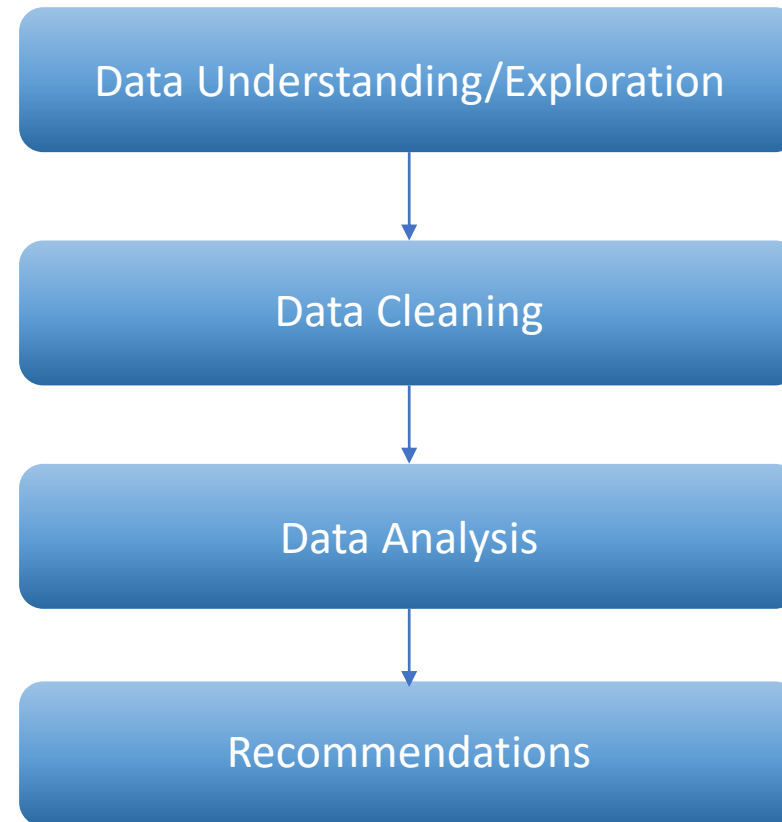 Data Understanding/Exploration
Data Cleaning
Data Analysis
Recommendations